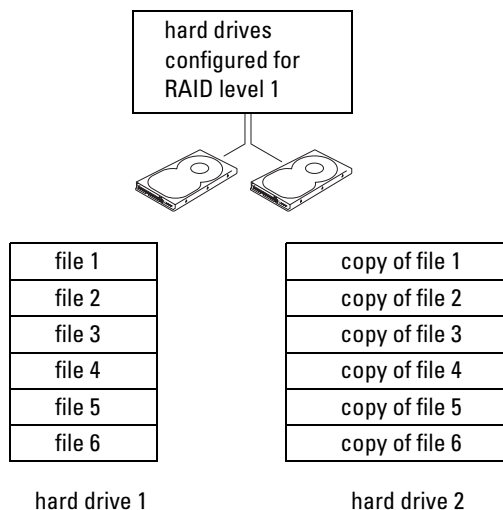 hard drives
configured for
RAID level 1
file 1
copy of file 1
file 2
copy of file 2
file 3
copy of file 3
file 4
copy of file 4
file 5
copy of file 5
file 6
copy of file 6
hard drive 1
hard drive 2